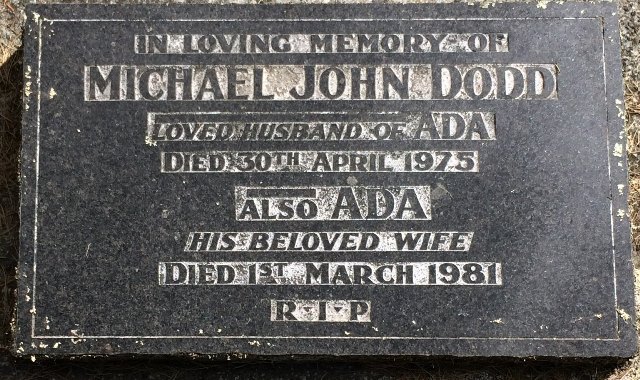 IN LOVING MEMORY OF
MICHAEL JOHN DODD
LOVED HUSBAND OF ADA
DIED 30TH APRIL 1975
ALSO ADA
HIS BELOVED WIFE
DIED 1ST MARCH 1981
R·I·P